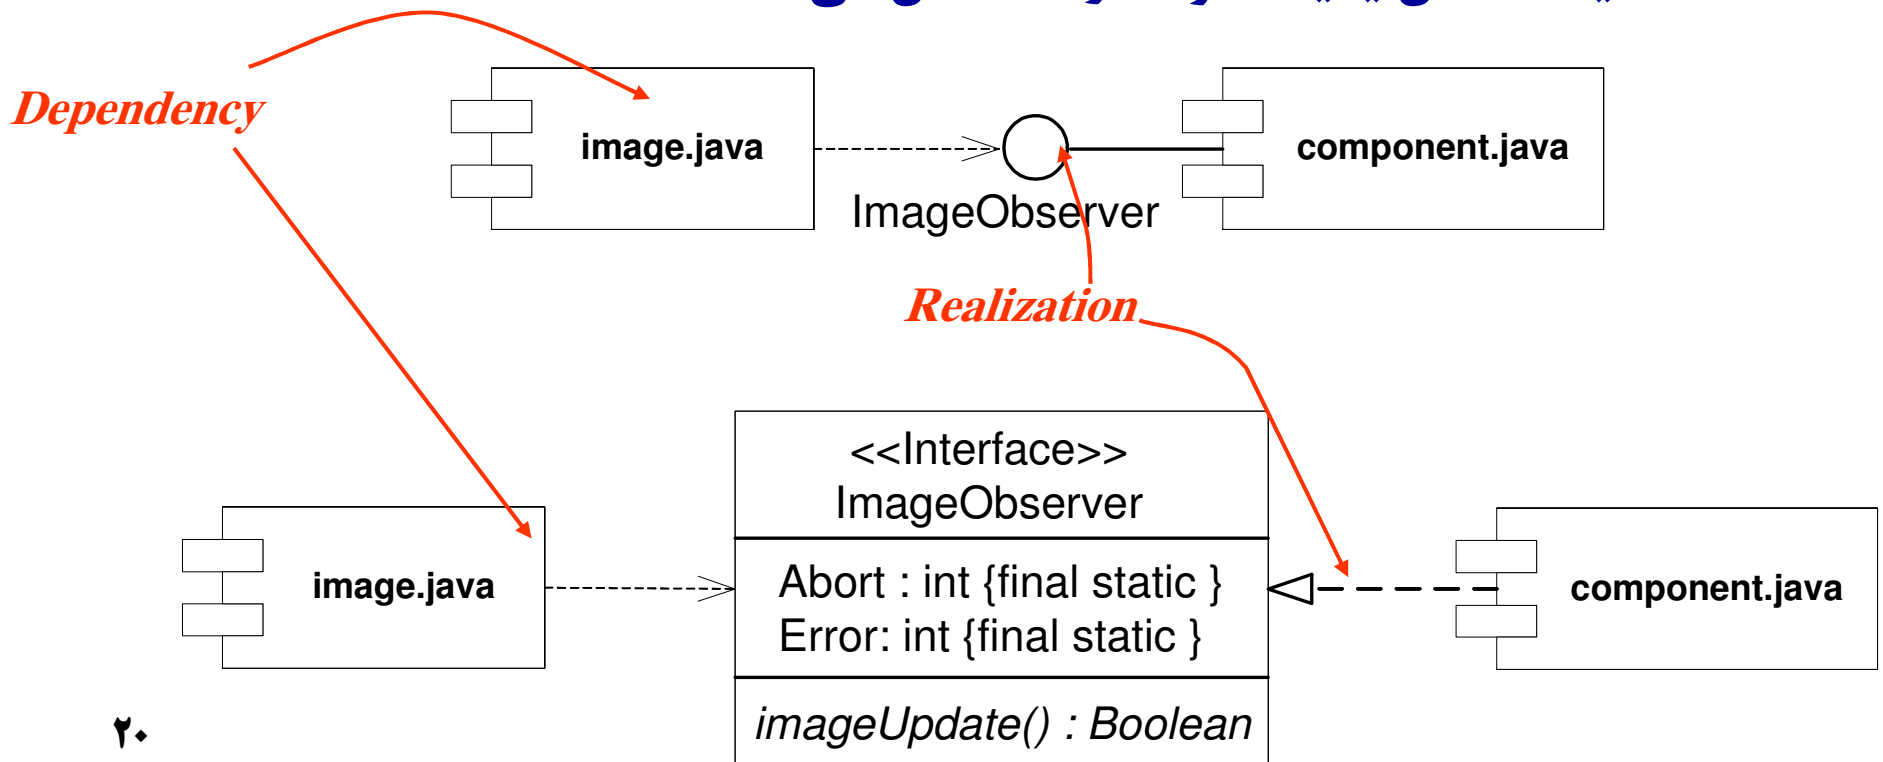 Dependency
image.java
component.java
ImageObserver
Realization
<<Interface>>
ImageObserver
image.java
Abort : int {final static }
Error: int {final static }
component.java
imageUpdate() : Boolean
۲۰